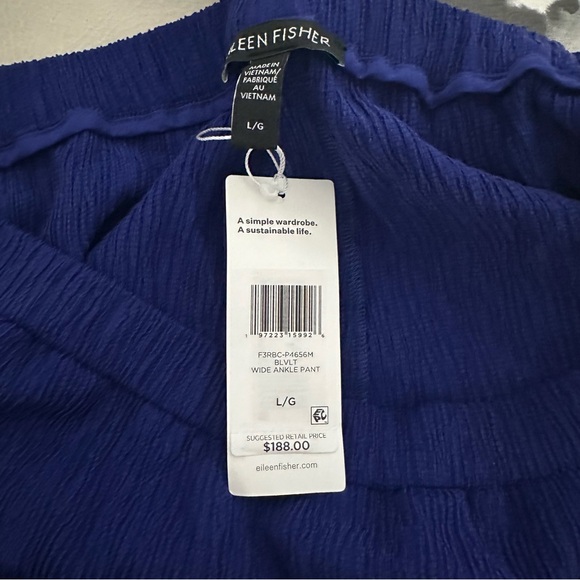 EILEEN FISHER
MADE IN
VIETNAM/
FABRIQUÉ
AU
VIETNAM
L/G
A simple wardrobe.
A sustainable life.
1 97223 15992 6
F3RBC-P4656M
BLVLT
WIDE ANKLE PANT
L/G
SUGGESTED RETAIL PRICE
$188.00
eileenfisher.com